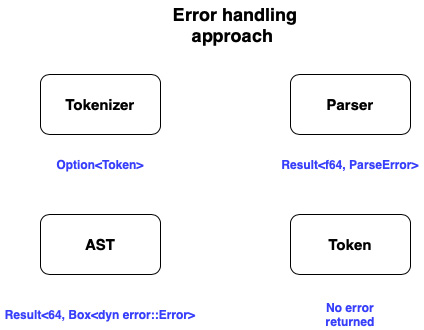 Error handling
approach
Tokenizer
Parser
Option<Token>
Result<f64, ParseError>
AST
Token
Result<64, Box<dyn error::Error>
No error
returned